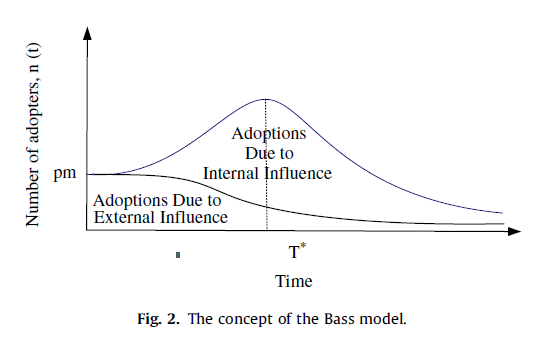 Number of adopters, n (t)
pm
Adoptions
Due to
Internal Influence
Adoptions Due to
External Influence
T*
Time
Fig. 2. The concept of the Bass model.